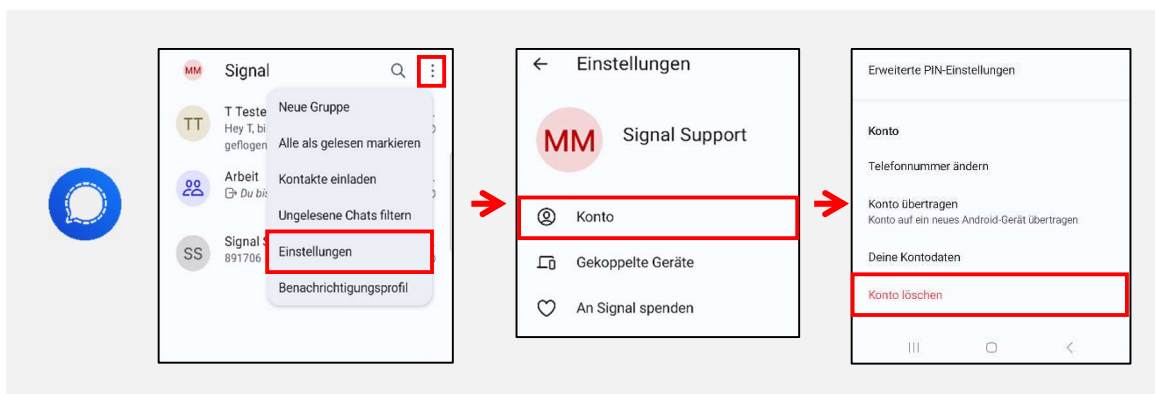 MM Signal
TT
T Teste
Hey T, bi
geflogen
Arbeit
Du bis
SS
Signal S
891706
Neue Gruppe
Alle als gelesen markieren
Kontakte einladen
Ungelesene Chats filtern
Einstellungen
Benachrichtigungsprofil
Einstellungen
MM Signal Support
Konto
Gekoppelte Geräte
An Signal spenden
Erweiterte PIN-Einstellungen
Konto
Telefonnummer ändern
Konto übertragen
Konto auf ein neues Android-Gerät übertragen
Deine Kontodaten
Konto löschen